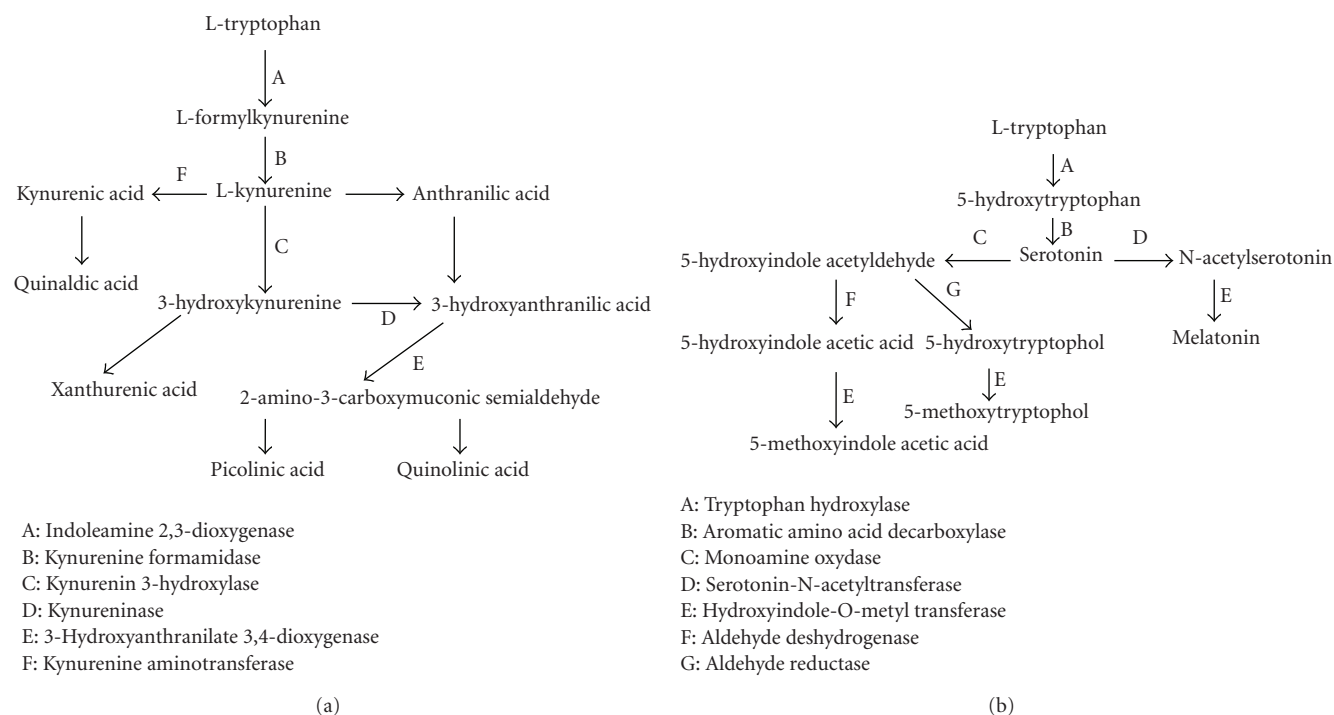 L-tryptophan
A
L-formylkynurenine
B
F
Kynurenic acid
L-kynurenine
Anthranilic acid
C
Quinaldic acid
3-hydroxykynurenine
D
3-hydroxyanthranilic acid
E
Xanthurenic acid
2-amino-3-carboxymuconic semialdehyde
Picolinic acid
Quinolinic acid
A: Indoleamine 2,3-dioxygenase
B: Kynurenine formamidase
C: Kynurenin 3-hydroxylase
D: Kynureninase
E: 3-Hydroxyanthranilate 3,4-dioxygenase
F: Kynurenine aminotransferase
(a)
L-tryptophan
A
5-hydroxytryptophan
B
C
D
5-hydroxyindole acetyldehyde
Serotonin
N-acetylserotonin
F
G
E
5-hydroxyindole acetic acid
5-hydroxytryptophol
Melatonin
E
E
5-methoxytryptophol
5-methoxyindole acetic acid
A: Tryptophan hydroxylase
B: Aromatic amino acid decarboxylase
C: Monoamine oxydase
D: Serotonin-N-acetyltransferase
E: Hydroxyindole-O-metyl transferase
F: Aldehyde deshydrogenase
G: Aldehyde reductase
(b)